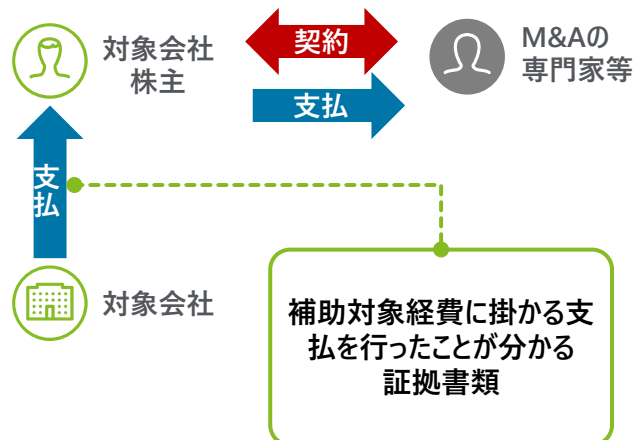 対象会社
株主
契約
支払
M&Aの
専門家等
支払
対象会社
補助対象経費に掛かる支
払を行ったことが分かる
証拠書類